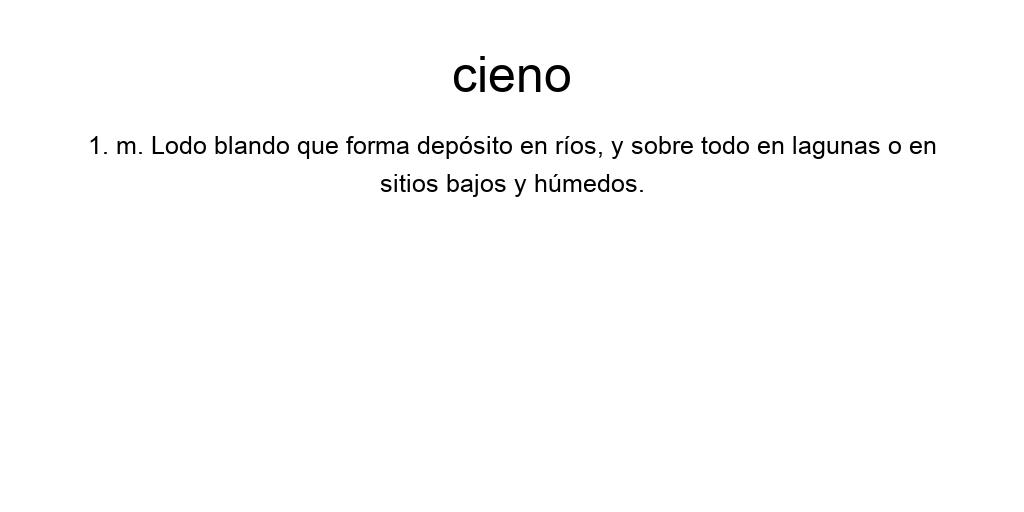 cieno
1. m. Lodo blando que forma depósito en ríos, y sobre todo en lagunas o en
sitios bajos y húmedos.